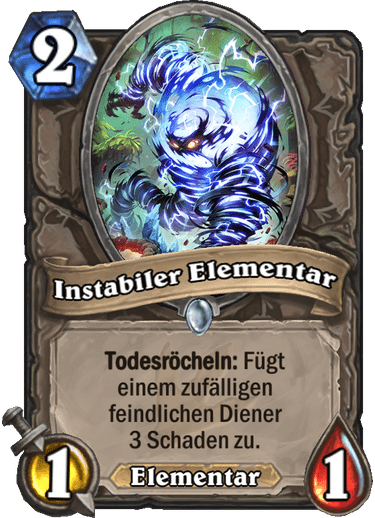 2
Instabiler Elementar
Todesröcheln: Fügt
einem zufälligen
feindlichen Diener
3 Schaden zu.
1
Elementar
1